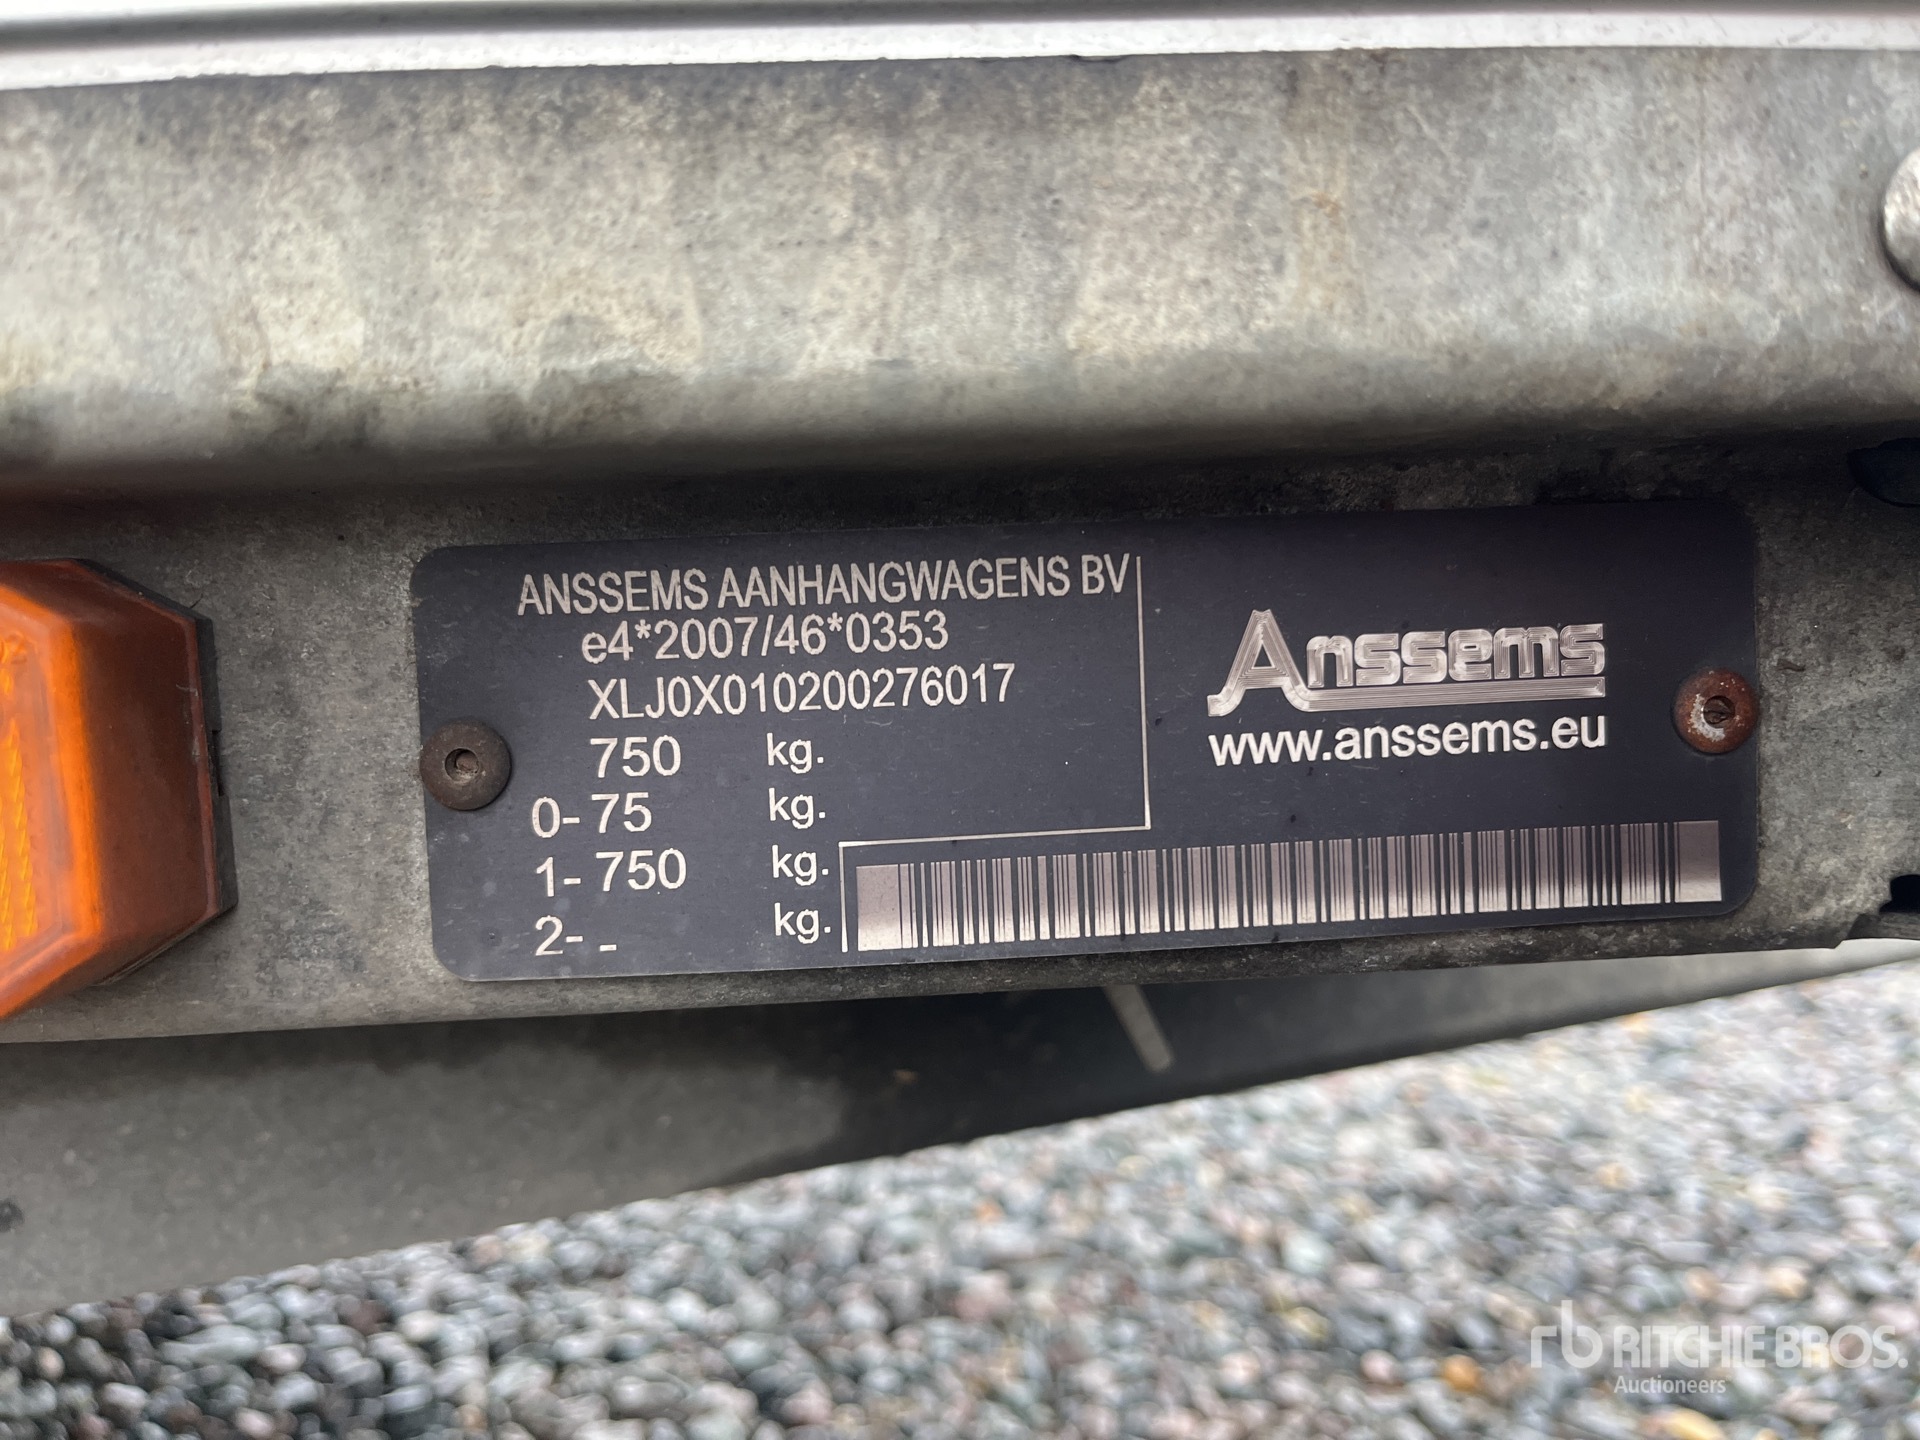 ANSSEMS AANHANGWAGENS BV
e4*2007/46*0353
XLJ0X010200276017
750 kg.
0- 75 kg.
1- 750 kg.
2- - kg.
Anssems
www.anssems.eu
rb RITCHIE BROS.
Auctioneers